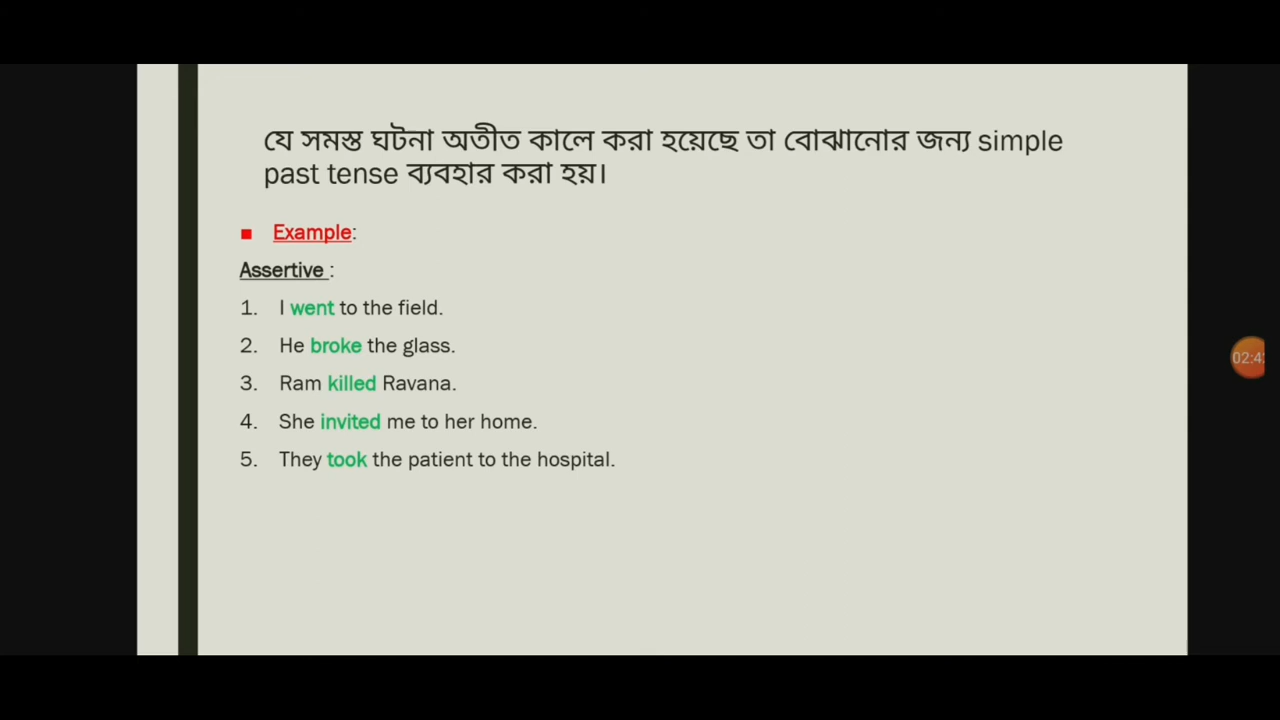 যে সমস্ত ঘটনা অতীত কালে করা হয়েছে তা বোঝানোর জন্য simple
past tense ব্যবহার করা হয়।
■ Example:
Assertive :
1. I went to the field.
2. He broke the glass.
3. Ram killed Ravana.
4. She invited me to her home.
5. They took the patient to the hospital.